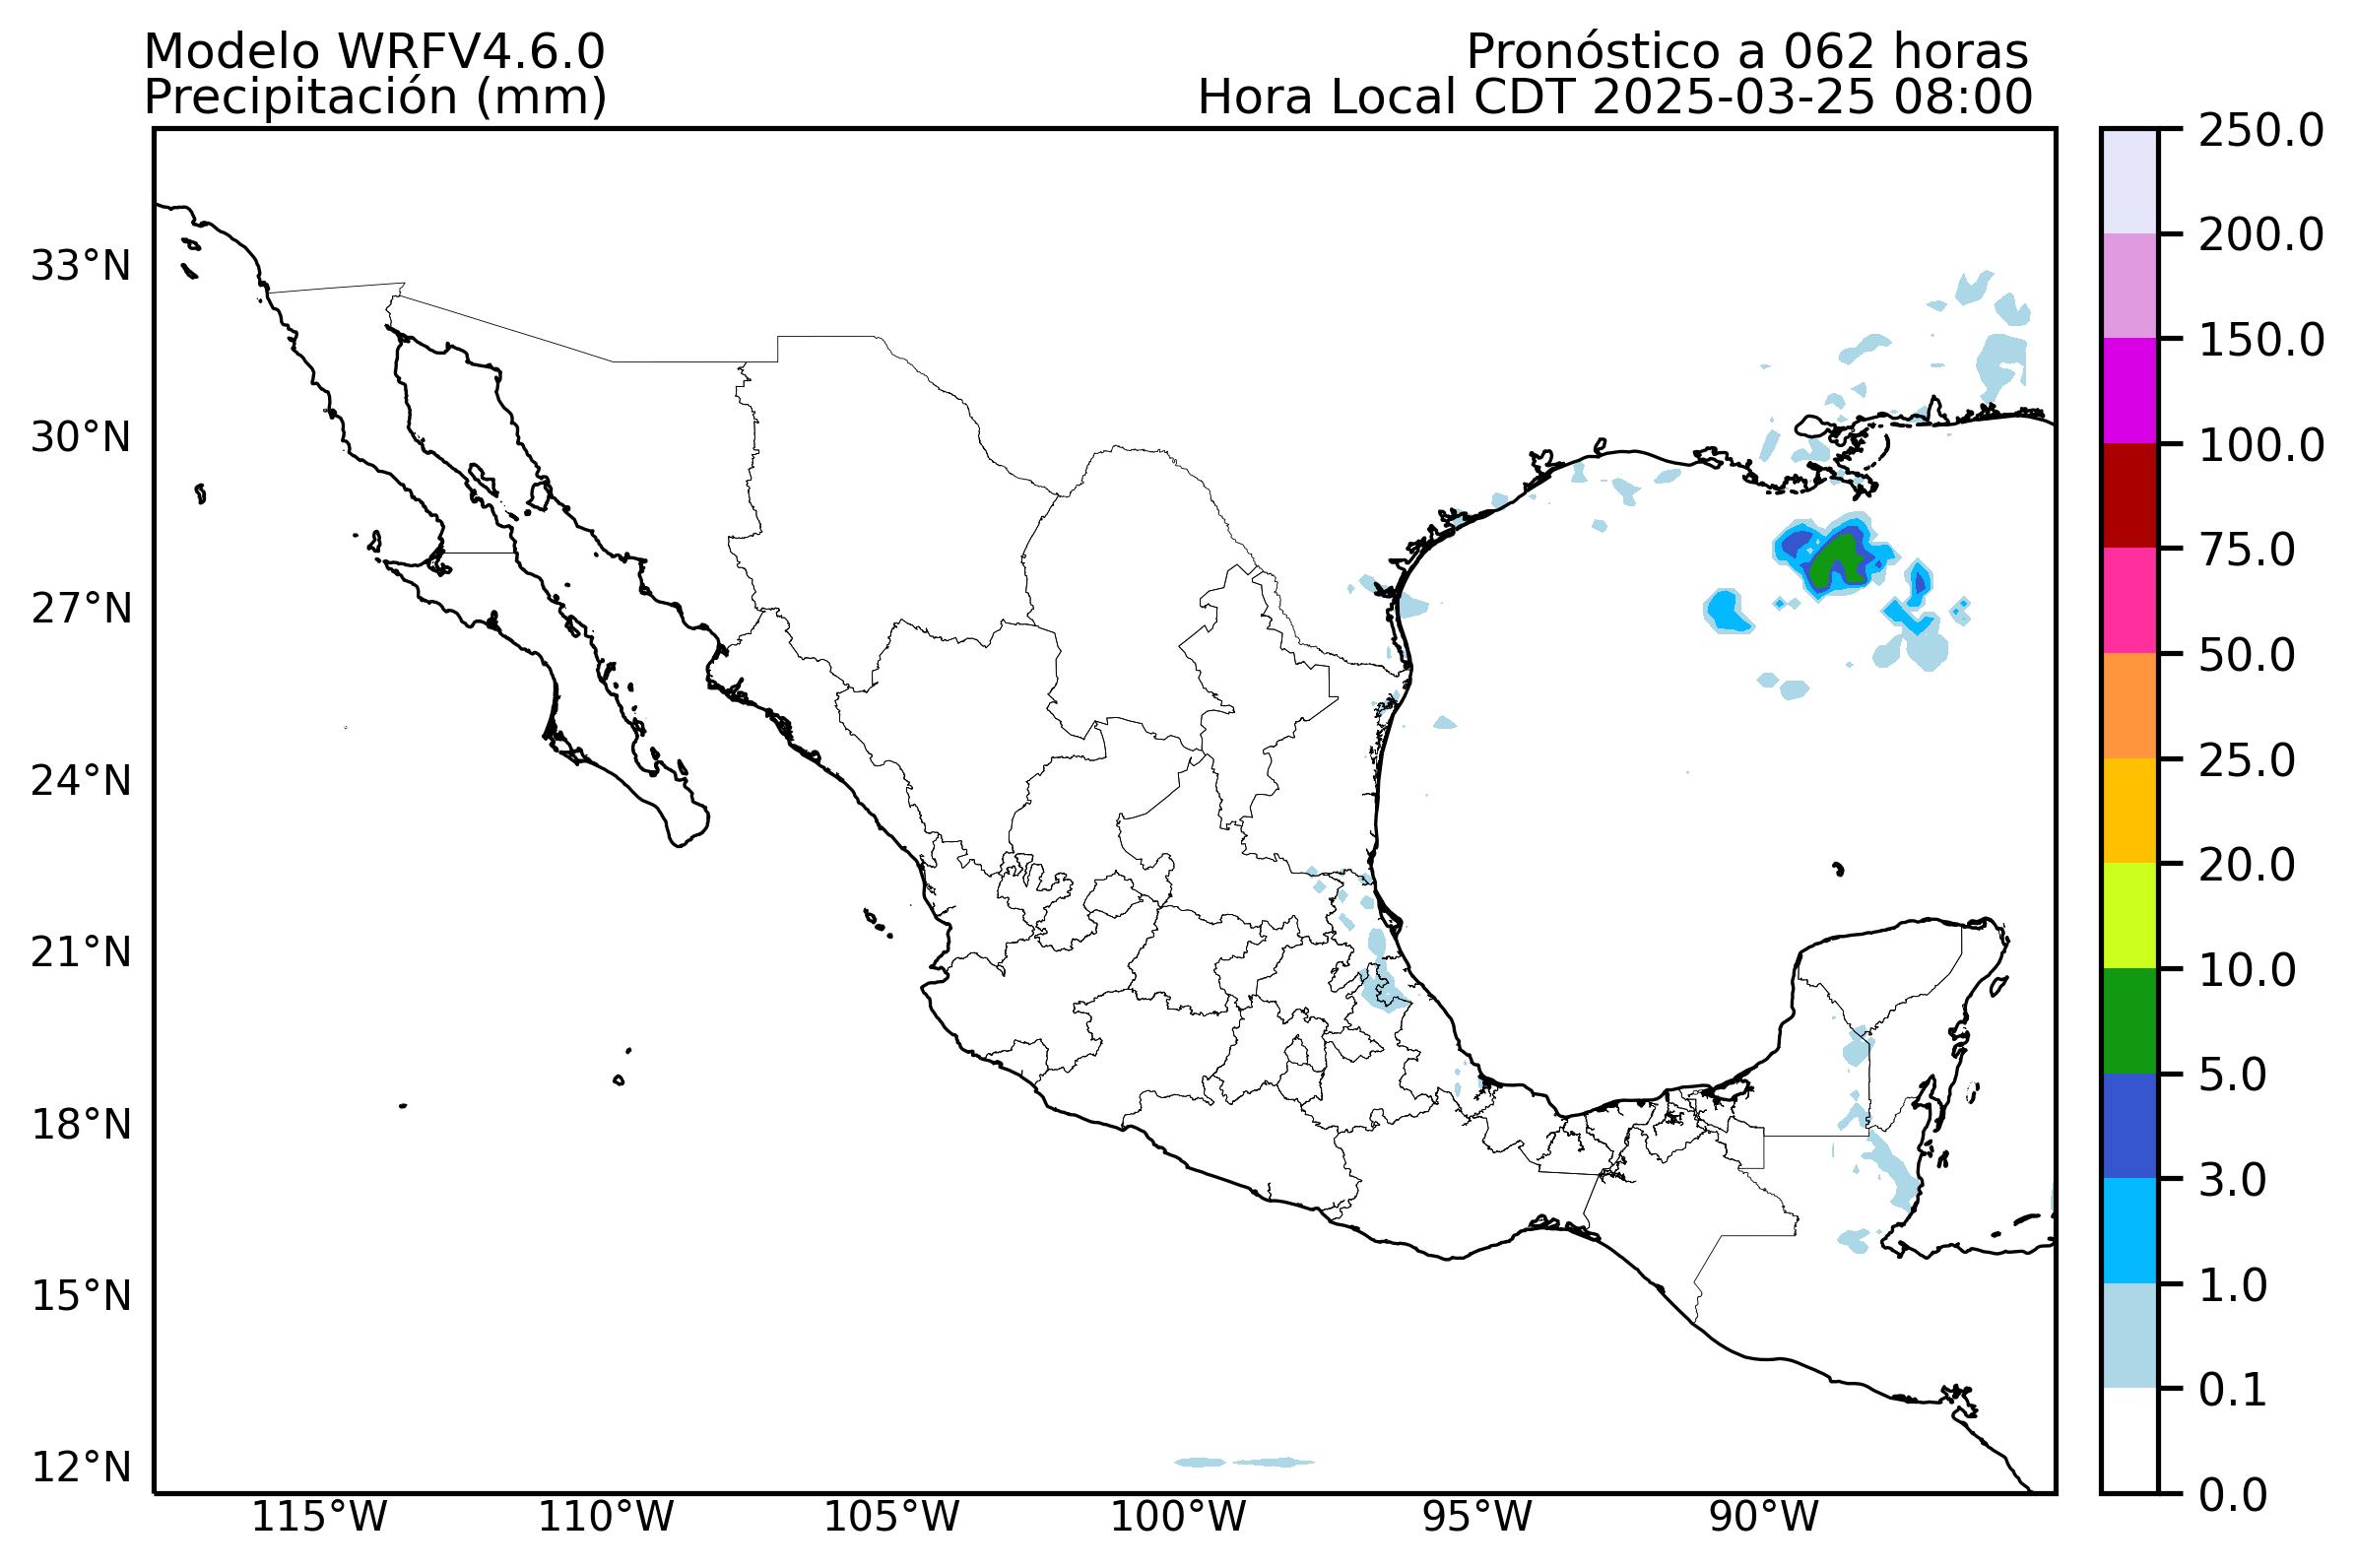 Modelo WRFV4.6.0
Precipitación (mm)
Pronóstico a 062 horas
Hora Local CDT 2025-03-25 08:00
33°N
30°N
27°N
24°N
21°N
18°N
15°N
12°N
115°W
110°W
105°W
100°W
95°W
90°W
250.0
200.0
150.0
100.0
75.0
50.0
25.0
20.0
10.0
5.0
3.0
1.0
0.1
0.0